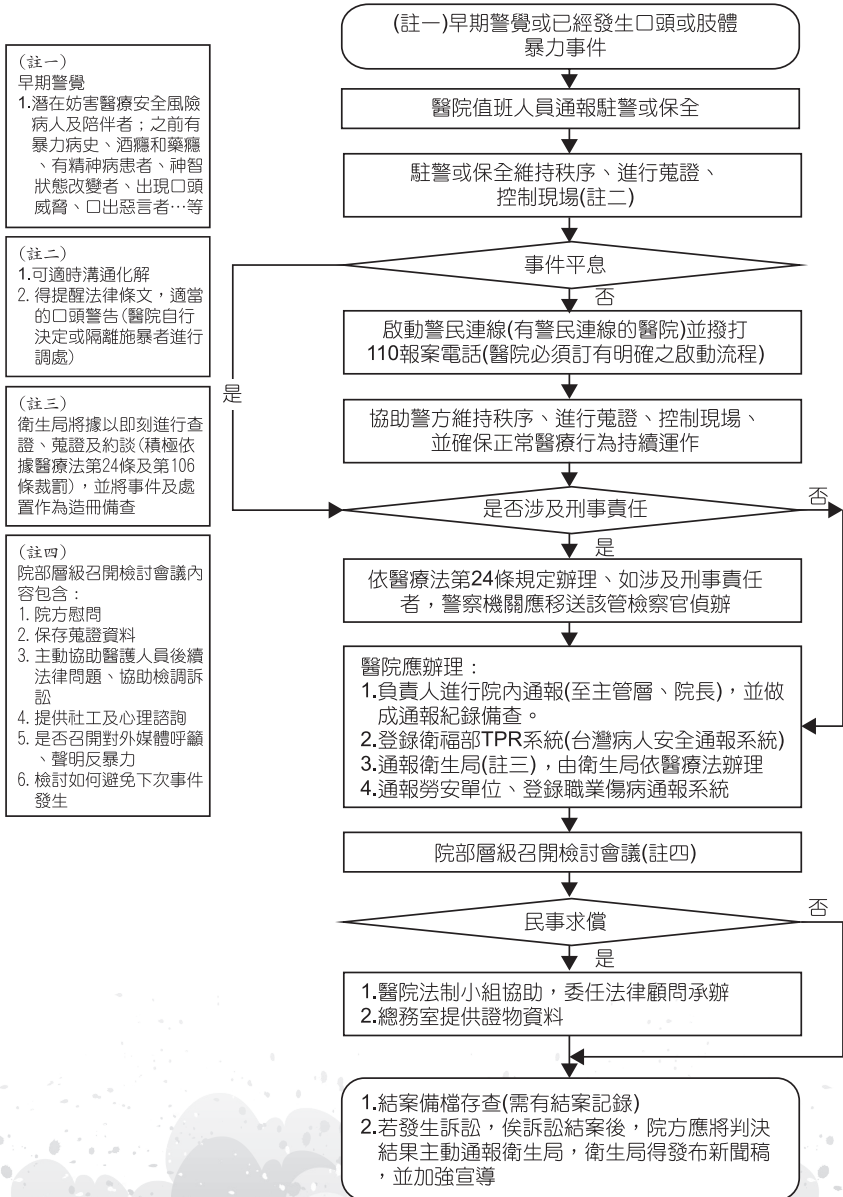 (註一)早期警覺或已經發生口頭或肢體
暴力事件
醫院值班人員通報駐警或保全
駐警或保全維持秩序、進行蒐證、
控制現場(註二)
事件平息
否
是
啟動警民連線(有警民連線的醫院)並撥打
110報案電話(醫院必須訂有明確之啟動流程)
協助警方維持秩序、進行蒐證、控制現場、
並確保正常醫療行為持續運作
是否涉及刑事責任
否
是
依醫療法第24條規定辦理、如涉及刑事責任
者，警察機關應移送該管檢察官偵辦
醫院應辦理：
1.負責人進行院內通報(至主管層、院長)，並做
成通報紀錄備查。
2.登錄衛福部TPR系統(台灣病人安全通報系統)
3.通報衛生局(註三)，由衛生局依醫療法辦理
4.通報勞安單位、登錄職業傷病通報系統
院部層級召開檢討會議(註四)
民事求償
否
是
1.醫院法制小組協助，委任法律顧問承辦
2.總務室提供證物資料
1.結案備檔存查(需有結案記錄)
2.若發生訴訟，俟訴訟結案後，院方應將判決
結果主動通報衛生局，衛生局得發布新聞稿
，並加強宣導
(註一)
早期警覺
1.潛在妨害醫療安全風險
病人及陪伴者；之前有
暴力病史、酒癮和藥癮
、有精神病患者、神智
狀態改變者、出現口頭
威脅、口出惡言者…等
(註二)
1.可適時溝通化解
2. 得提醒法律條文，適當
的口頭警告(醫院自行
決定或隔離施暴者進行
調處)
(註三)
衛生局將據以即刻進行查
證、蒐證及約談(積極依
據醫療法第24條及第106
條裁罰)，並將事件及處
置作為造冊備查
(註四)
院部層級召開檢討會議內
容包含：
1. 院方慰問
2. 保存蒐證資料
3. 主動協助醫護人員後續
法律問題、協助檢調訴
訟
4. 提供社工及心理諮詢
5. 是否召開對外媒體呼籲
、聲明反暴力
6. 檢討如何避免下次事件
發生